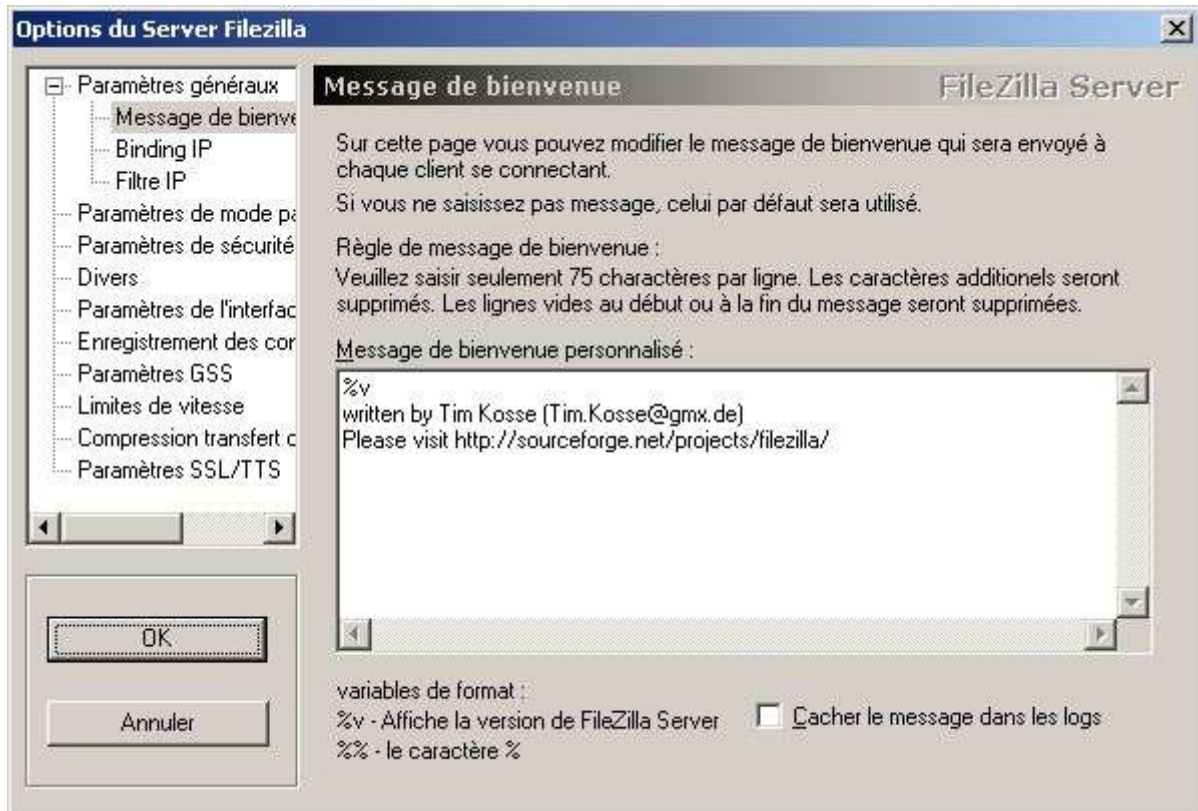 Options du Server Filezilla
Paramètres généraux
Message de bienve
Binding IP
Filtre IP
Paramètres de mode pa
Paramètres de sécurité
Divers
Paramètres de l'interfac
Enregistrement des cor
Paramètres GSS
Limites de vitesse
Compression transfert c
Paramètres SSL/TTS
OK
Annuler
Message de bienvenue
FileZilla Server
Sur cette page vous pouvez modifier le message de bienvenue qui sera envoyé à
chaque client se connectant.
Si vous ne saisissez pas message, celui par défaut sera utilisé.
Règle de message de bienvenue :
Veuillez saisir seulement 75 charactères par ligne. Les caractères additionels seront
supprimés. Les lignes vides au début ou à la fin du message seront supprimées.
Message de bienvenue personnalisé :
%v
written by Tim Kosse (Tim.Kosse@gmx.de)
Please visit http://sourceforge.net/projects/filezilla/
variables de format :
%v - Affiche la version de FileZilla Server
%% - le caractère %
Cacher le message dans les logs